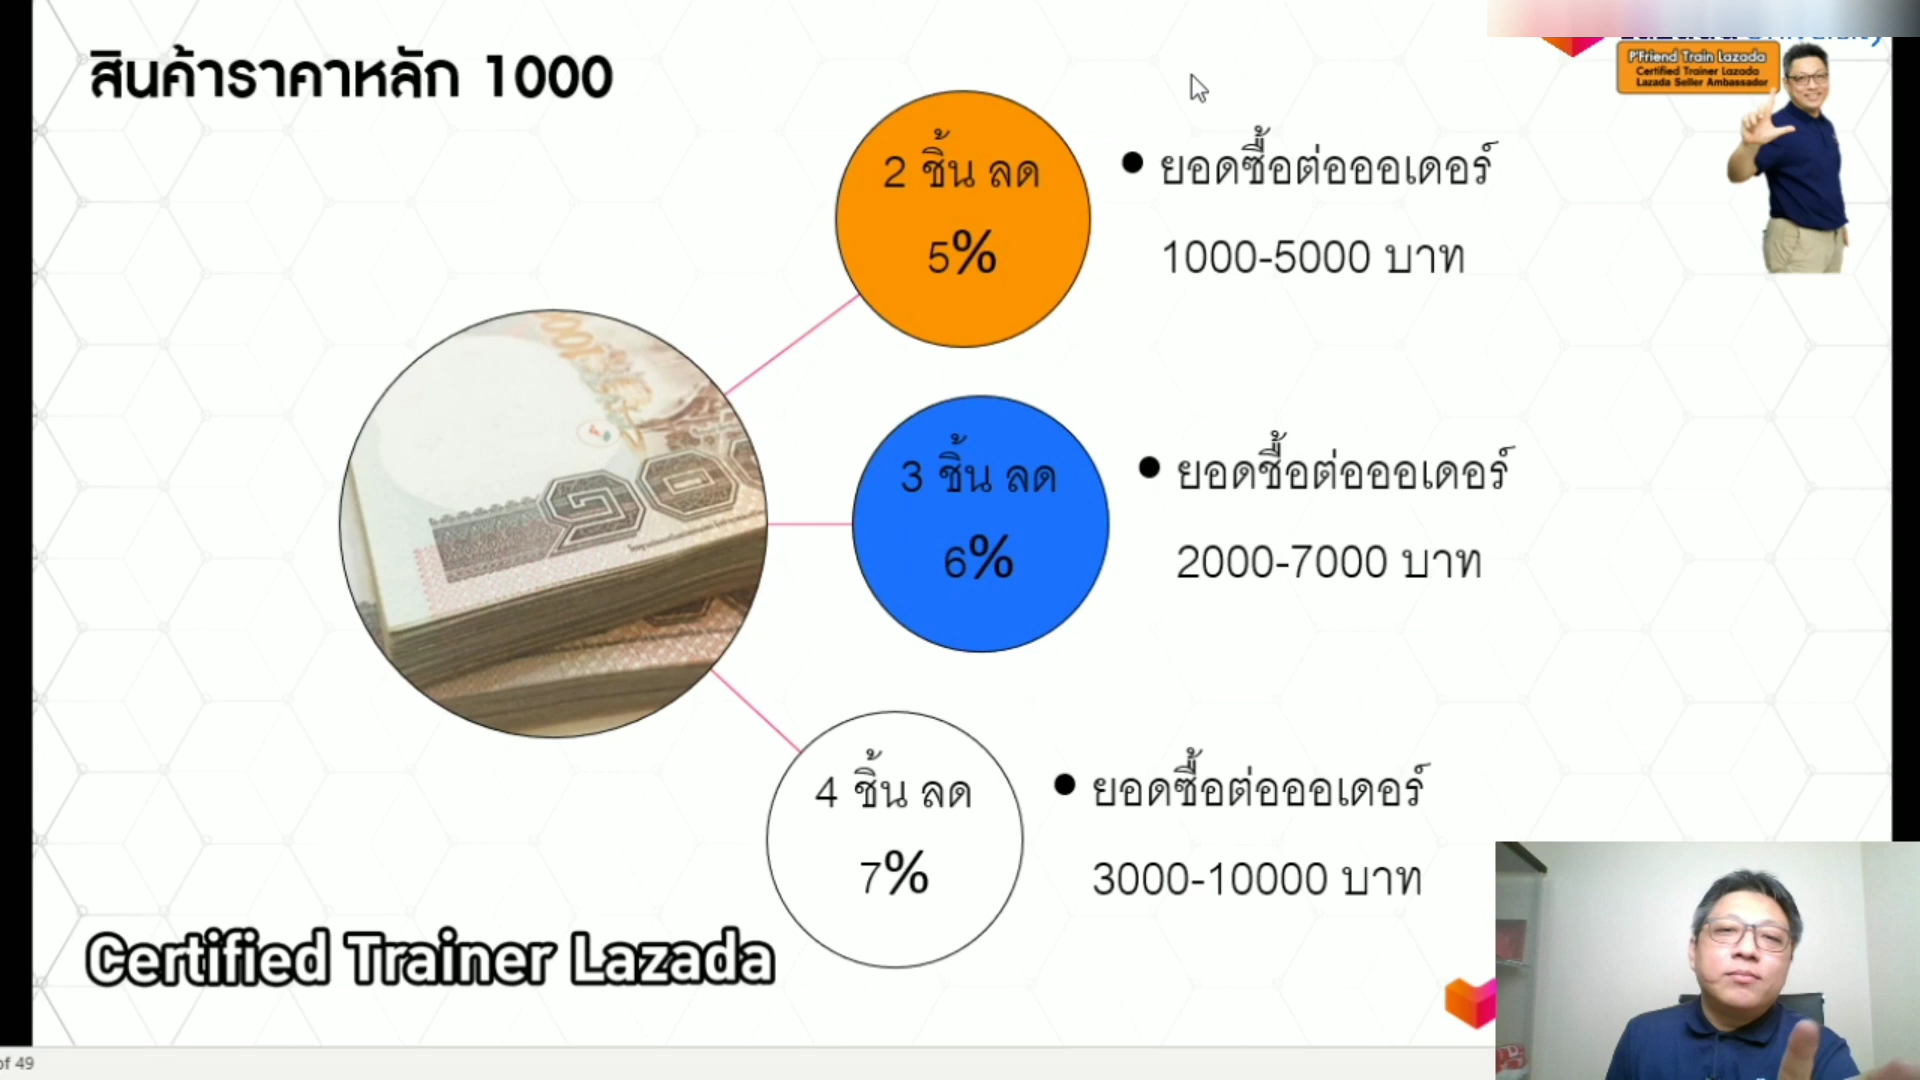 สินค้าราคาหลัก 1000
P'Friend Train Lazada
Certified Trainer Lazada
Lazada Seller Ambassador
2 ชิ้น ลด
5%
• ยอดซื้อต่อออเดอร์
1000-5000 บาท
3 ชิ้น ลด
6%
• ยอดชื้อต่อออเดอร์
2000-7000 บาท
4 ชิ้น ลด
7%
• ยอดซื้อต่อออเดอร์
3000-10000 บาท
Certified Trainer Lazada
of 49